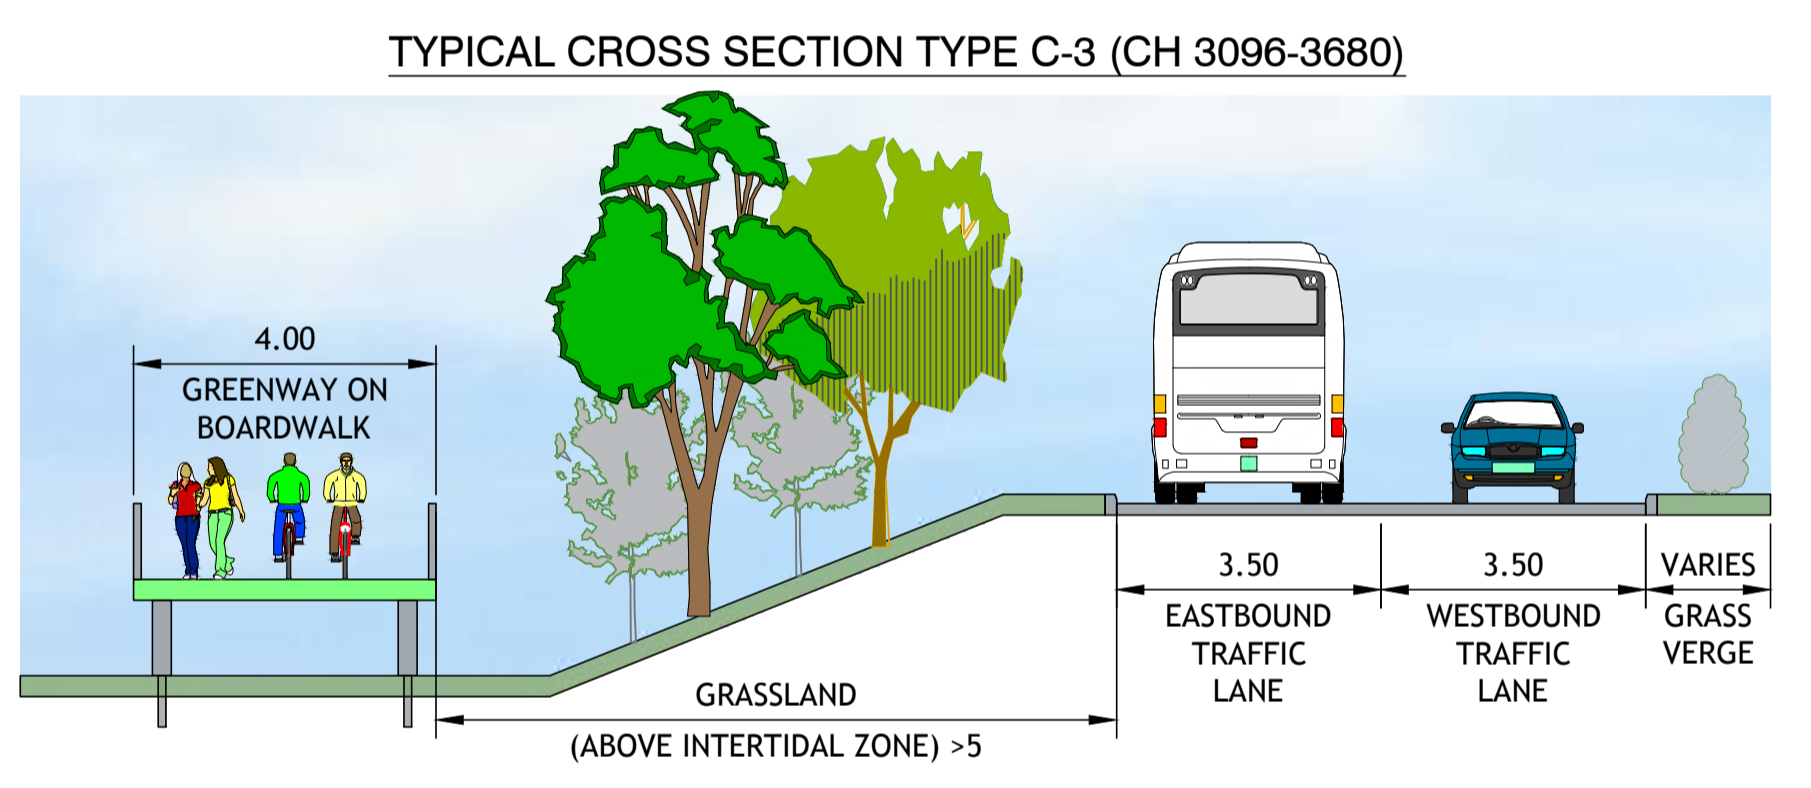 TYPICAL CROSS SECTION TYPE C-3 (CH 3096-3680)
4.00
GREENWAY ON
BOARDWALK
GRASSLAND
(ABOVE INTERTIDAL ZONE) >5
3.50
EASTBOUND
TRAFFIC
LANE
3.50
WESTBOUND
TRAFFIC
LANE
VARIES
GRASS
VERGE